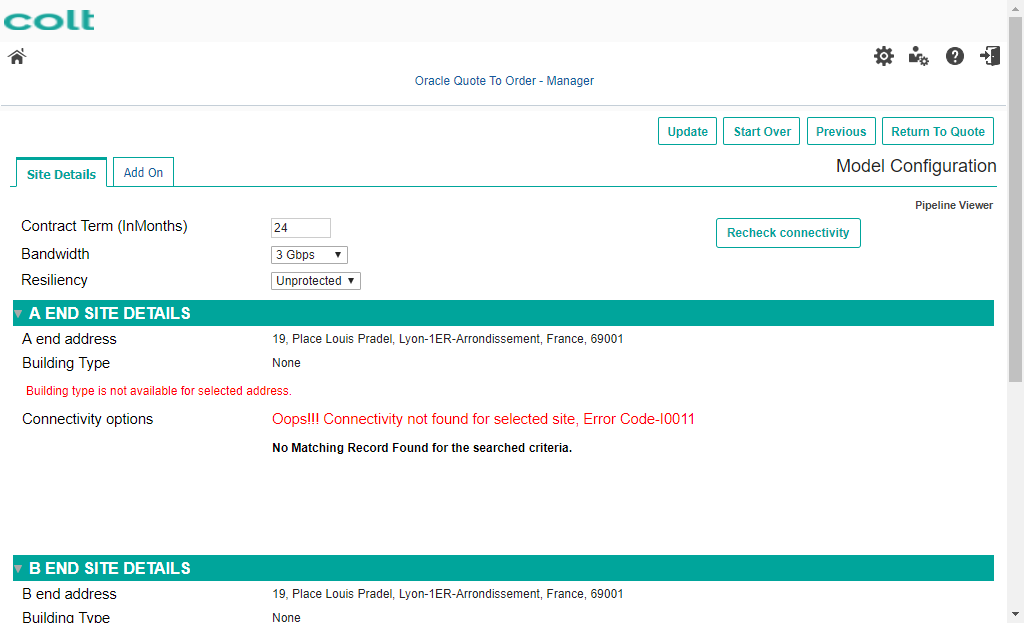 colt
Oracle Quote To Order - Manager
Update
Start Over
Previous
Return To Quote
Site Details
Add On
Model Configuration
Pipeline Viewer
Contract Term (InMonths)
24
Recheck connectivity
Bandwidth
3 Gbps
Resiliency
Unprotected
A END SITE DETAILS
A end address
19, Place Louis Pradel, Lyon-1ER-Arrondissement, France, 69001
Building Type
None
Building type is not available for selected address.
Connectivity options
Oops!!! Connectivity not found for selected site, Error Code-I0011
No Matching Record Found for the searched criteria.
B END SITE DETAILS
B end address
19, Place Louis Pradel, Lyon-1ER-Arrondissement, France, 69001
Building Type
None